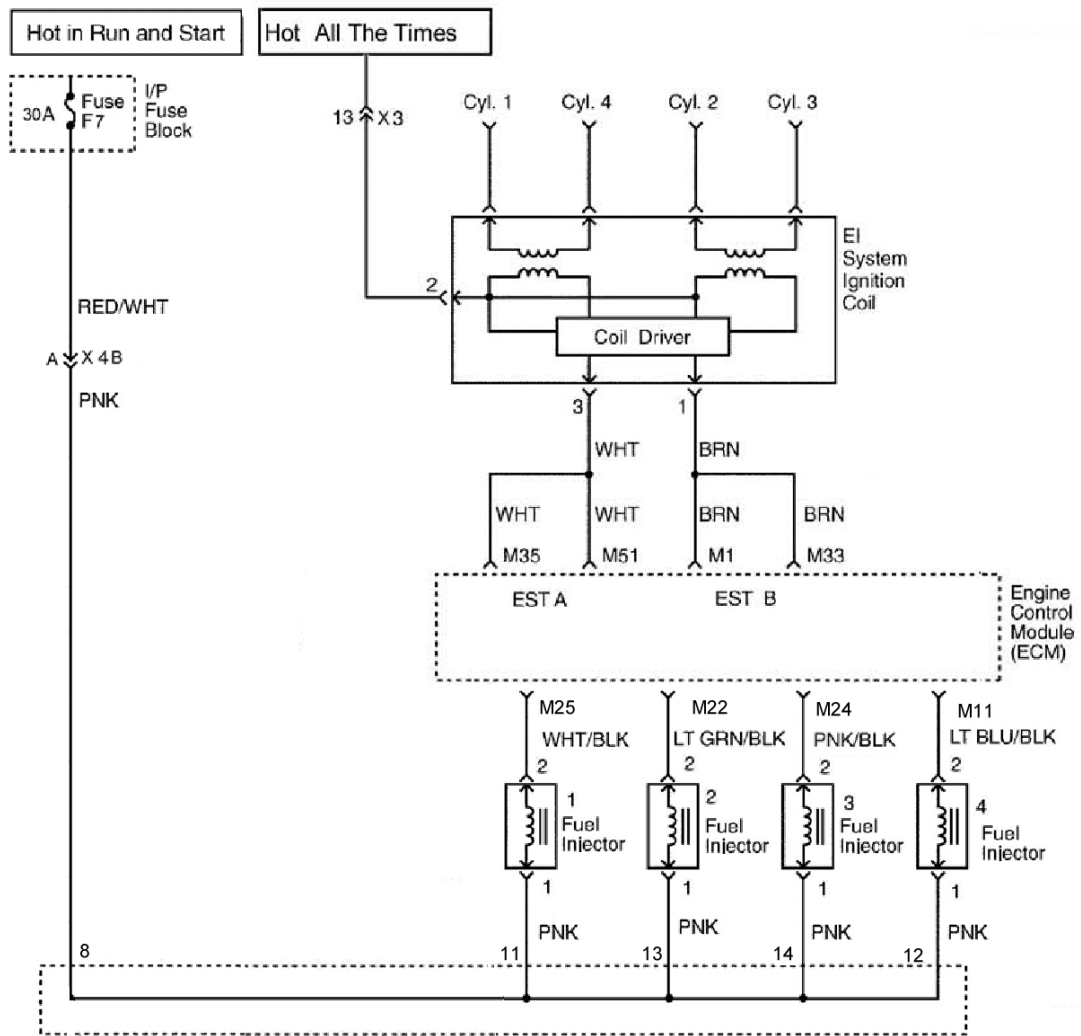 Hot in Run and Start
Hot All The Times
30A
Fuse
F7
I/P
Fuse
Block
13
X3
Cyl. 1
Cyl. 4
Cyl. 2
Cyl. 3
EI
System
Ignition
Coil
2
Coil Driver
RED/WHT
A
X 4B
PNK
3
1
WHT
BRN
WHT
WHT
BRN
BRN
M35
M51
M1
M33
EST A
EST B
Engine
Control
Module
(ECM)
M25
M22
M24
M11
WHT/BLK
LT GRN/BLK
PNK/BLK
LT BLU/BLK
2
2
2
2
1
Fuel
Injector
2
Fuel
Injector
3
Fuel
Injector
4
Fuel
Injector
1
1
1
1
PNK
PNK
PNK
PNK
8
11
13
14
12